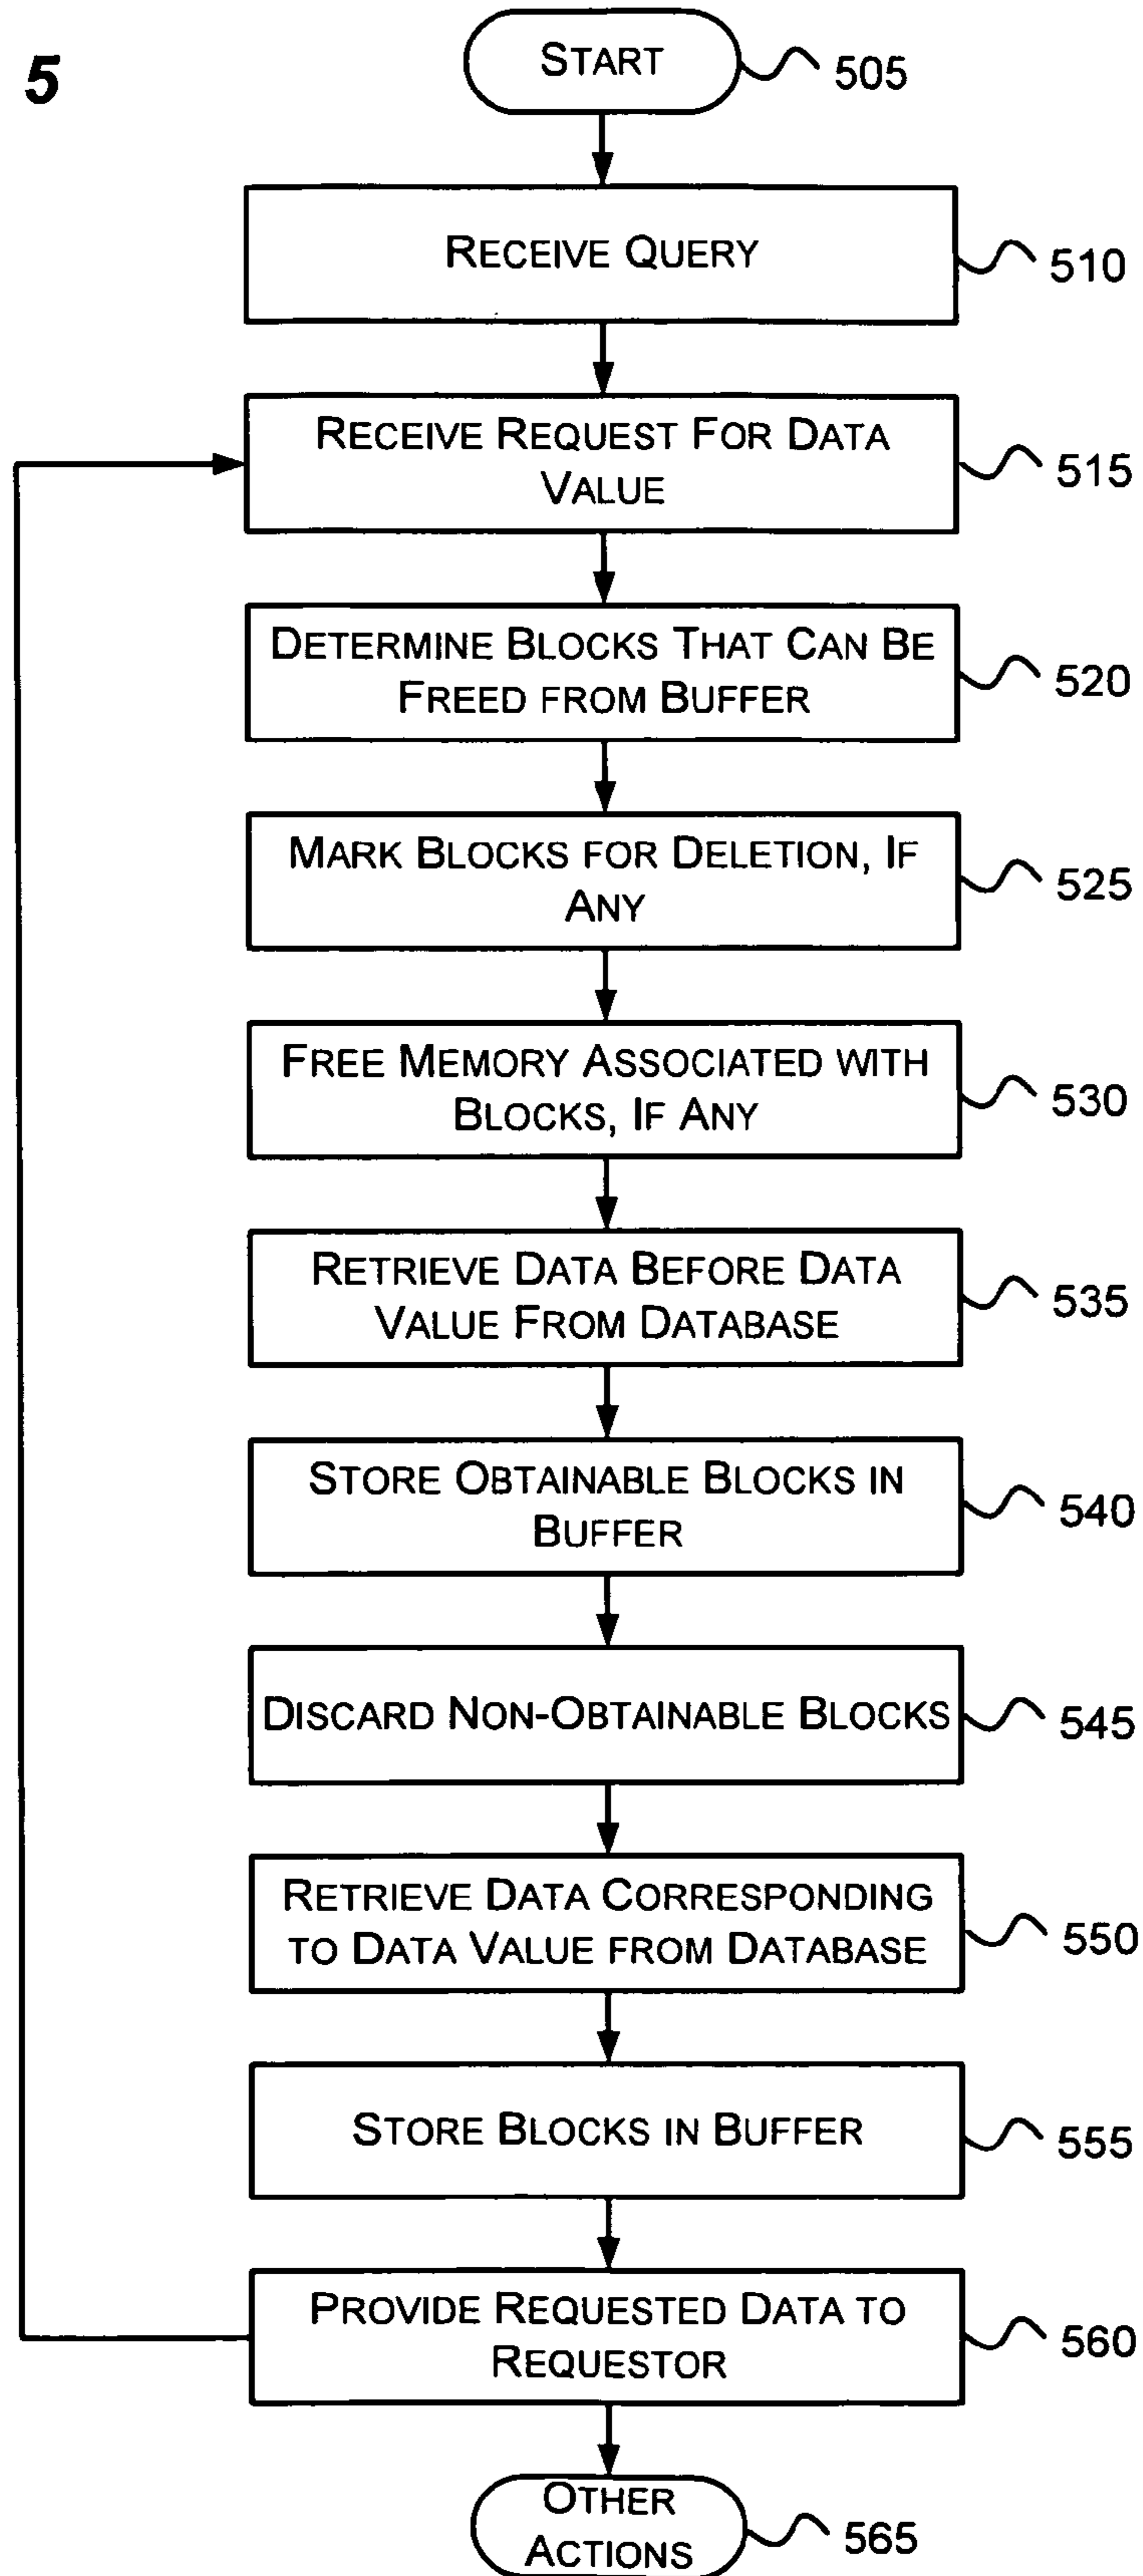 5
START
505
RECEIVE QUERY
510
RECEIVE REQUEST FOR DATA
VALUE
515
DETERMINE BLOCKS THAT CAN BE
FREED FROM BUFFER
520
MARK BLOCKS FOR DELETION, IF
ANY
525
FREE MEMORY ASSOCIATED WITH
BLOCKS, IF ANY
530
RETRIEVE DATA BEFORE DATA
VALUE FROM DATABASE
535
STORE OBTAINABLE BLOCKS IN
BUFFER
540
DISCARD NON-OBTAINABLE BLOCKS
545
RETRIEVE DATA CORRESPONDING
TO DATA VALUE FROM DATABASE
550
STORE BLOCKS IN BUFFER
555
PROVIDE REQUESTED DATA TO
REQUESTOR
560
OTHER
ACTIONS
565